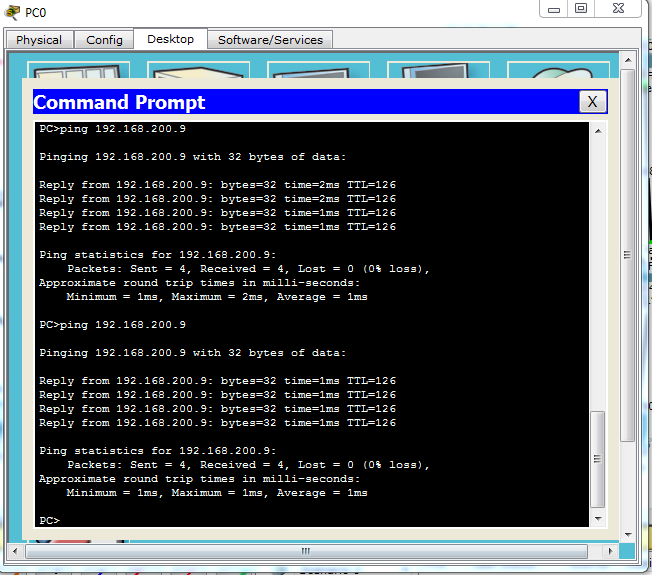 PC0
Physical Config Desktop Software/Services
Command Prompt X
PC>ping 192.168.200.9
Pinging 192.168.200.9 with 32 bytes of data:
Reply from 192.168.200.9: bytes=32 time=2ms TTL=126
Reply from 192.168.200.9: bytes=32 time=2ms TTL=126
Reply from 192.168.200.9: bytes=32 time=1ms TTL=126
Reply from 192.168.200.9: bytes=32 time=1ms TTL=126
Ping statistics for 192.168.200.9:
Packets: Sent = 4, Received = 4, Lost = 0 (0% loss),
Approximate round trip times in milli-seconds:
Minimum = 1ms, Maximum = 2ms, Average = 1ms
PC>ping 192.168.200.9
Pinging 192.168.200.9 with 32 bytes of data:
Reply from 192.168.200.9: bytes=32 time=1ms TTL=126
Reply from 192.168.200.9: bytes=32 time=1ms TTL=126
Reply from 192.168.200.9: bytes=32 time=1ms TTL=126
Reply from 192.168.200.9: bytes=32 time=1ms TTL=126
Ping statistics for 192.168.200.9:
Packets: Sent = 4, Received = 4, Lost = 0 (0% loss),
Approximate round trip times in milli-seconds:
Minimum = 1ms, Maximum = 1ms, Average = 1ms
PC>